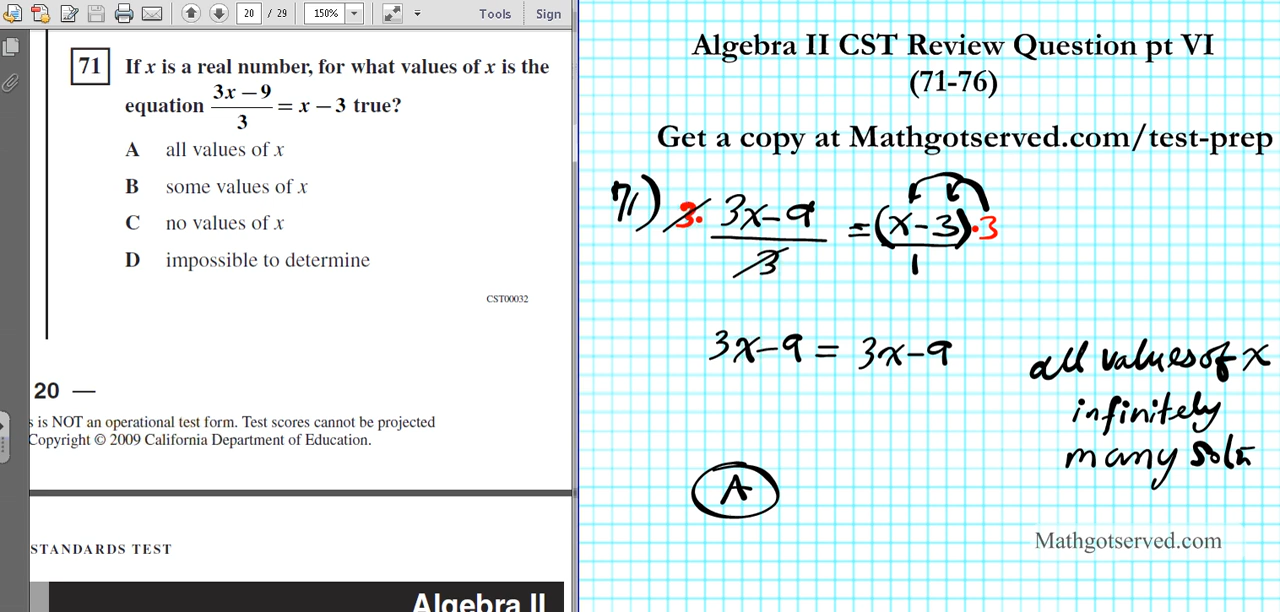 20 / 29
150%
Tools
Sign
71 If x is a real number, for what values of x is the
equation (3x − 9)/3 = x − 3 true?
A all values of x
B some values of x
C no values of x
D impossible to determine
CST00032
20 —
s is NOT an operational test form. Test scores cannot be projected
Copyright © 2009 California Department of Education.
STANDARDS TEST
Algebra II
Algebra II CST Review Question pt VI
(71-76)
Get a copy at Mathgotserved.com/test-prep
71) 3· (3x-9)/3 = (x-3)/1 ·3
3x-9 = 3x-9
all values of x
infinitely
many soln
A
Mathgotserved.com